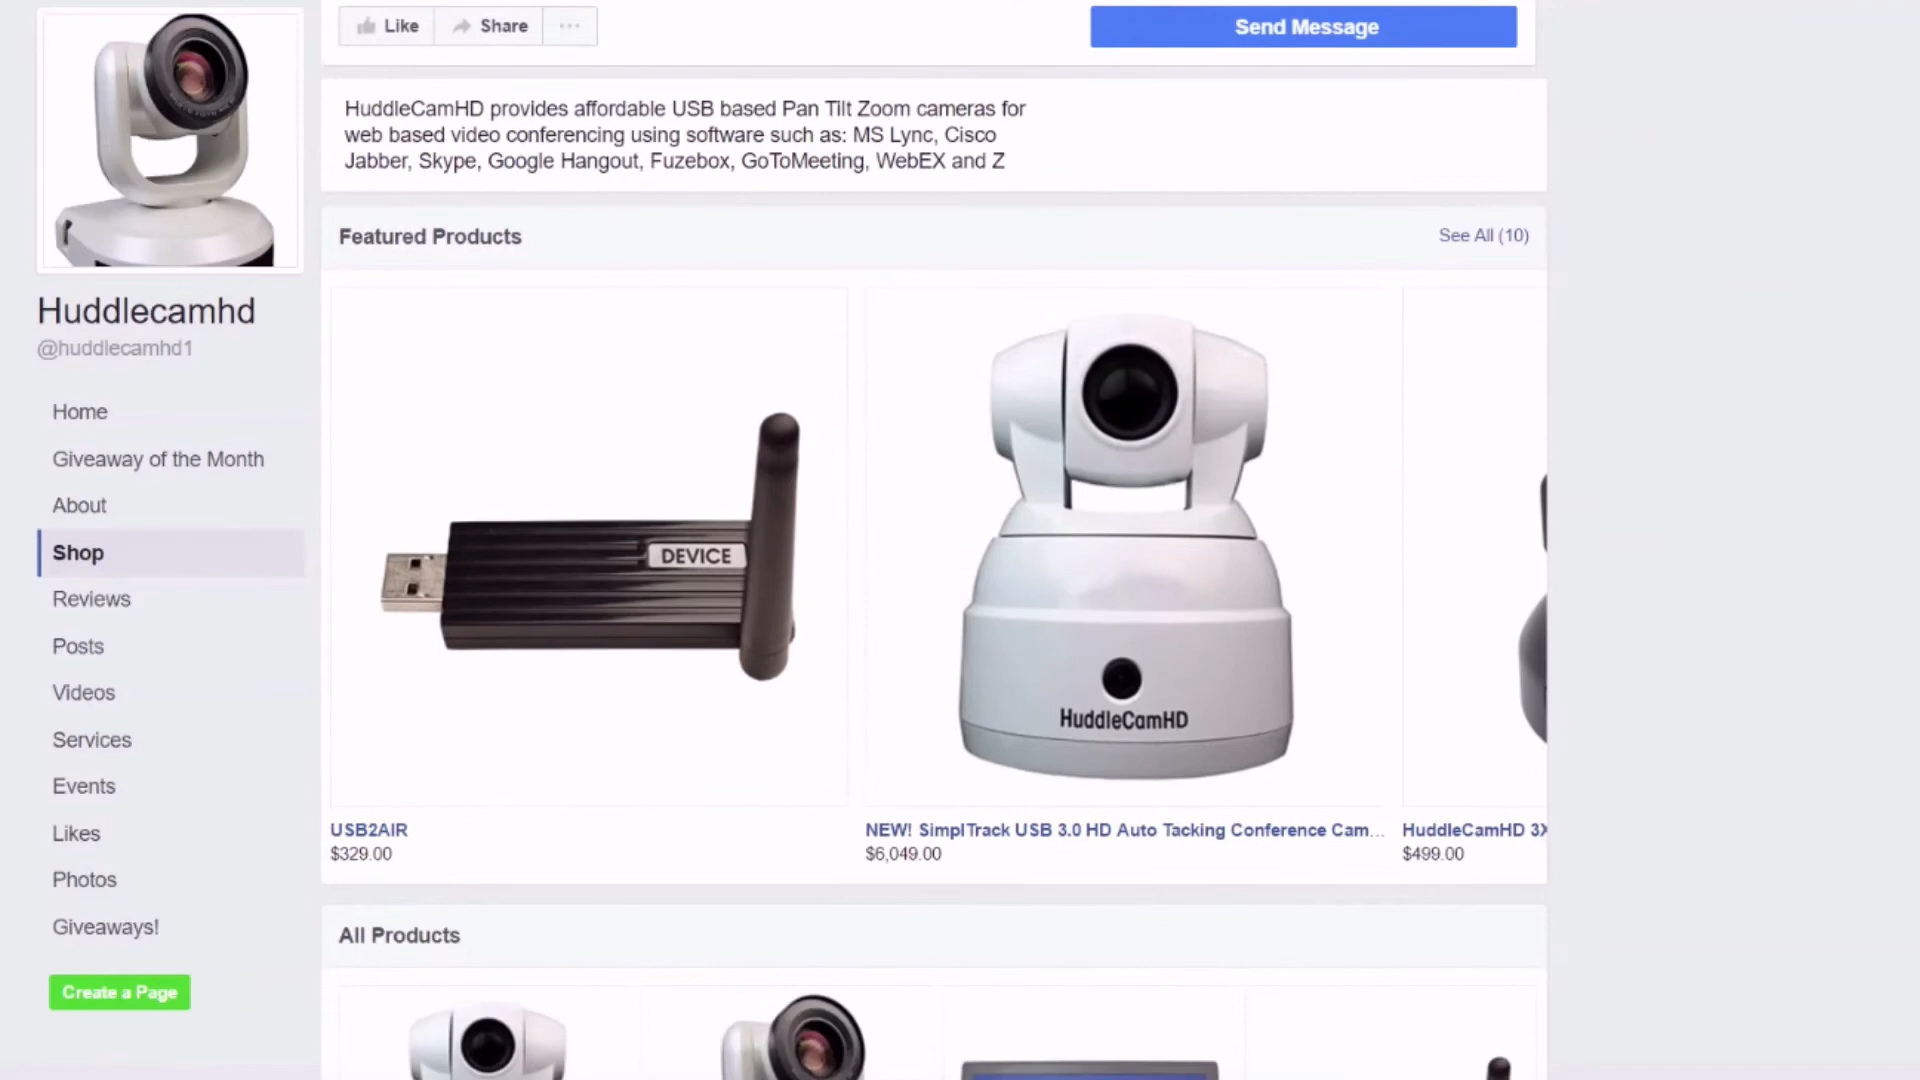 Like
Share
Send Message
HuddleCamHD provides affordable USB based Pan Tilt Zoom cameras for
web based video conferencing using software such as: MS Lync, Cisco
Jabber, Skype, Google Hangout, Fuzebox, GoToMeeting, WebEX and Z
Featured Products
See All (10)
Huddlecamhd
@huddlecamhd1
Home
Giveaway of the Month
About
Shop
Reviews
Posts
Videos
Services
Events
Likes
Photos
Giveaways!
Create a Page
DEVICE
HuddleCamHD
USB2AIR
$329.00
NEW! SimplTrack USB 3.0 HD Auto Tacking Conference Cam...
$6,049.00
HuddleCamHD 3X
$499.00
All Products